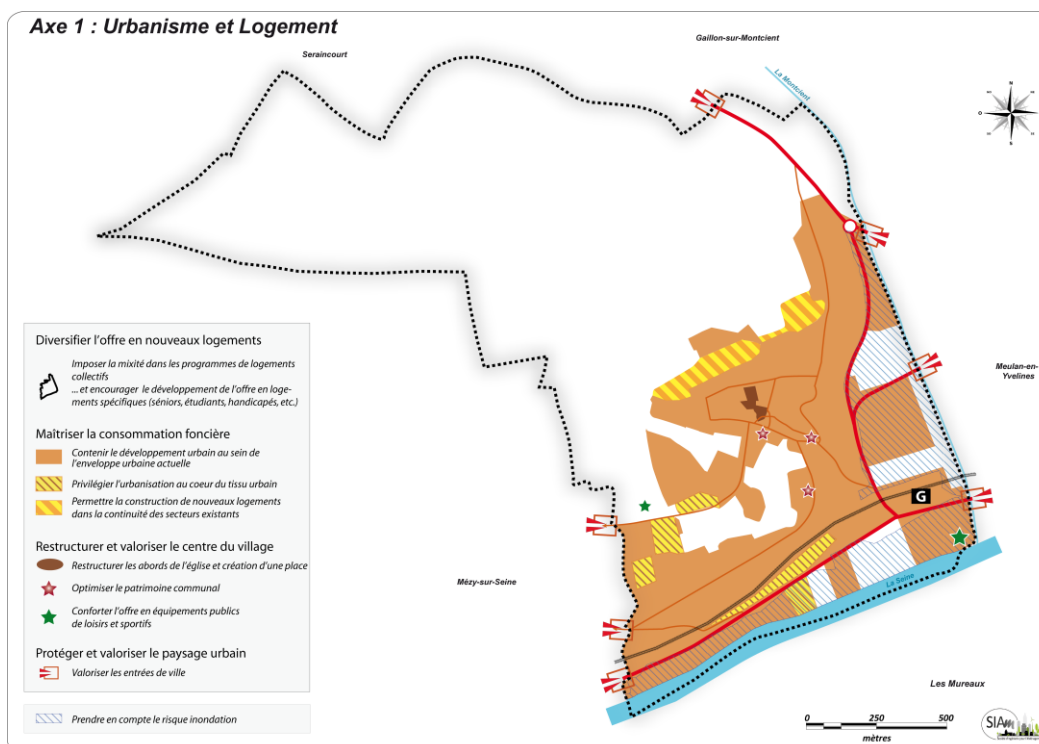 Axe 1 : Urbanisme et Logement
Seraincourt
Gaillon-sur-Montcient
La Montcient
N
O
S
Meulan-en-
Yvelines
Diversifier l'offre en nouveaux logements
Imposer la mixité dans les programmes de logements
collectifs
... et encourager le développement de l'offre en loge-
ments spécifiques (séniors, étudiants, handicapés, etc.)
Maîtriser la consommation foncière
Contenir le développement urbain au sein de
l'enveloppe urbaine actuelle
Privilégier l'urbanisation au coeur du tissu urbain
Permettre la construction de nouveaux logements
dans la continuité des secteurs existants
Restructurer et valoriser le centre du village
Restructurer les abords de l'église et création d'une place
Optimiser le patrimoine communal
Conforter l'offre en équipements publics
de loisirs et sportifs
Protéger et valoriser le paysage urbain
Valoriser les entrées de ville
Prendre en compte le risque inondation
G
Mézy-sur-Seine
La Seine
Les Mureaux
0 250 500
mètres
SIAm